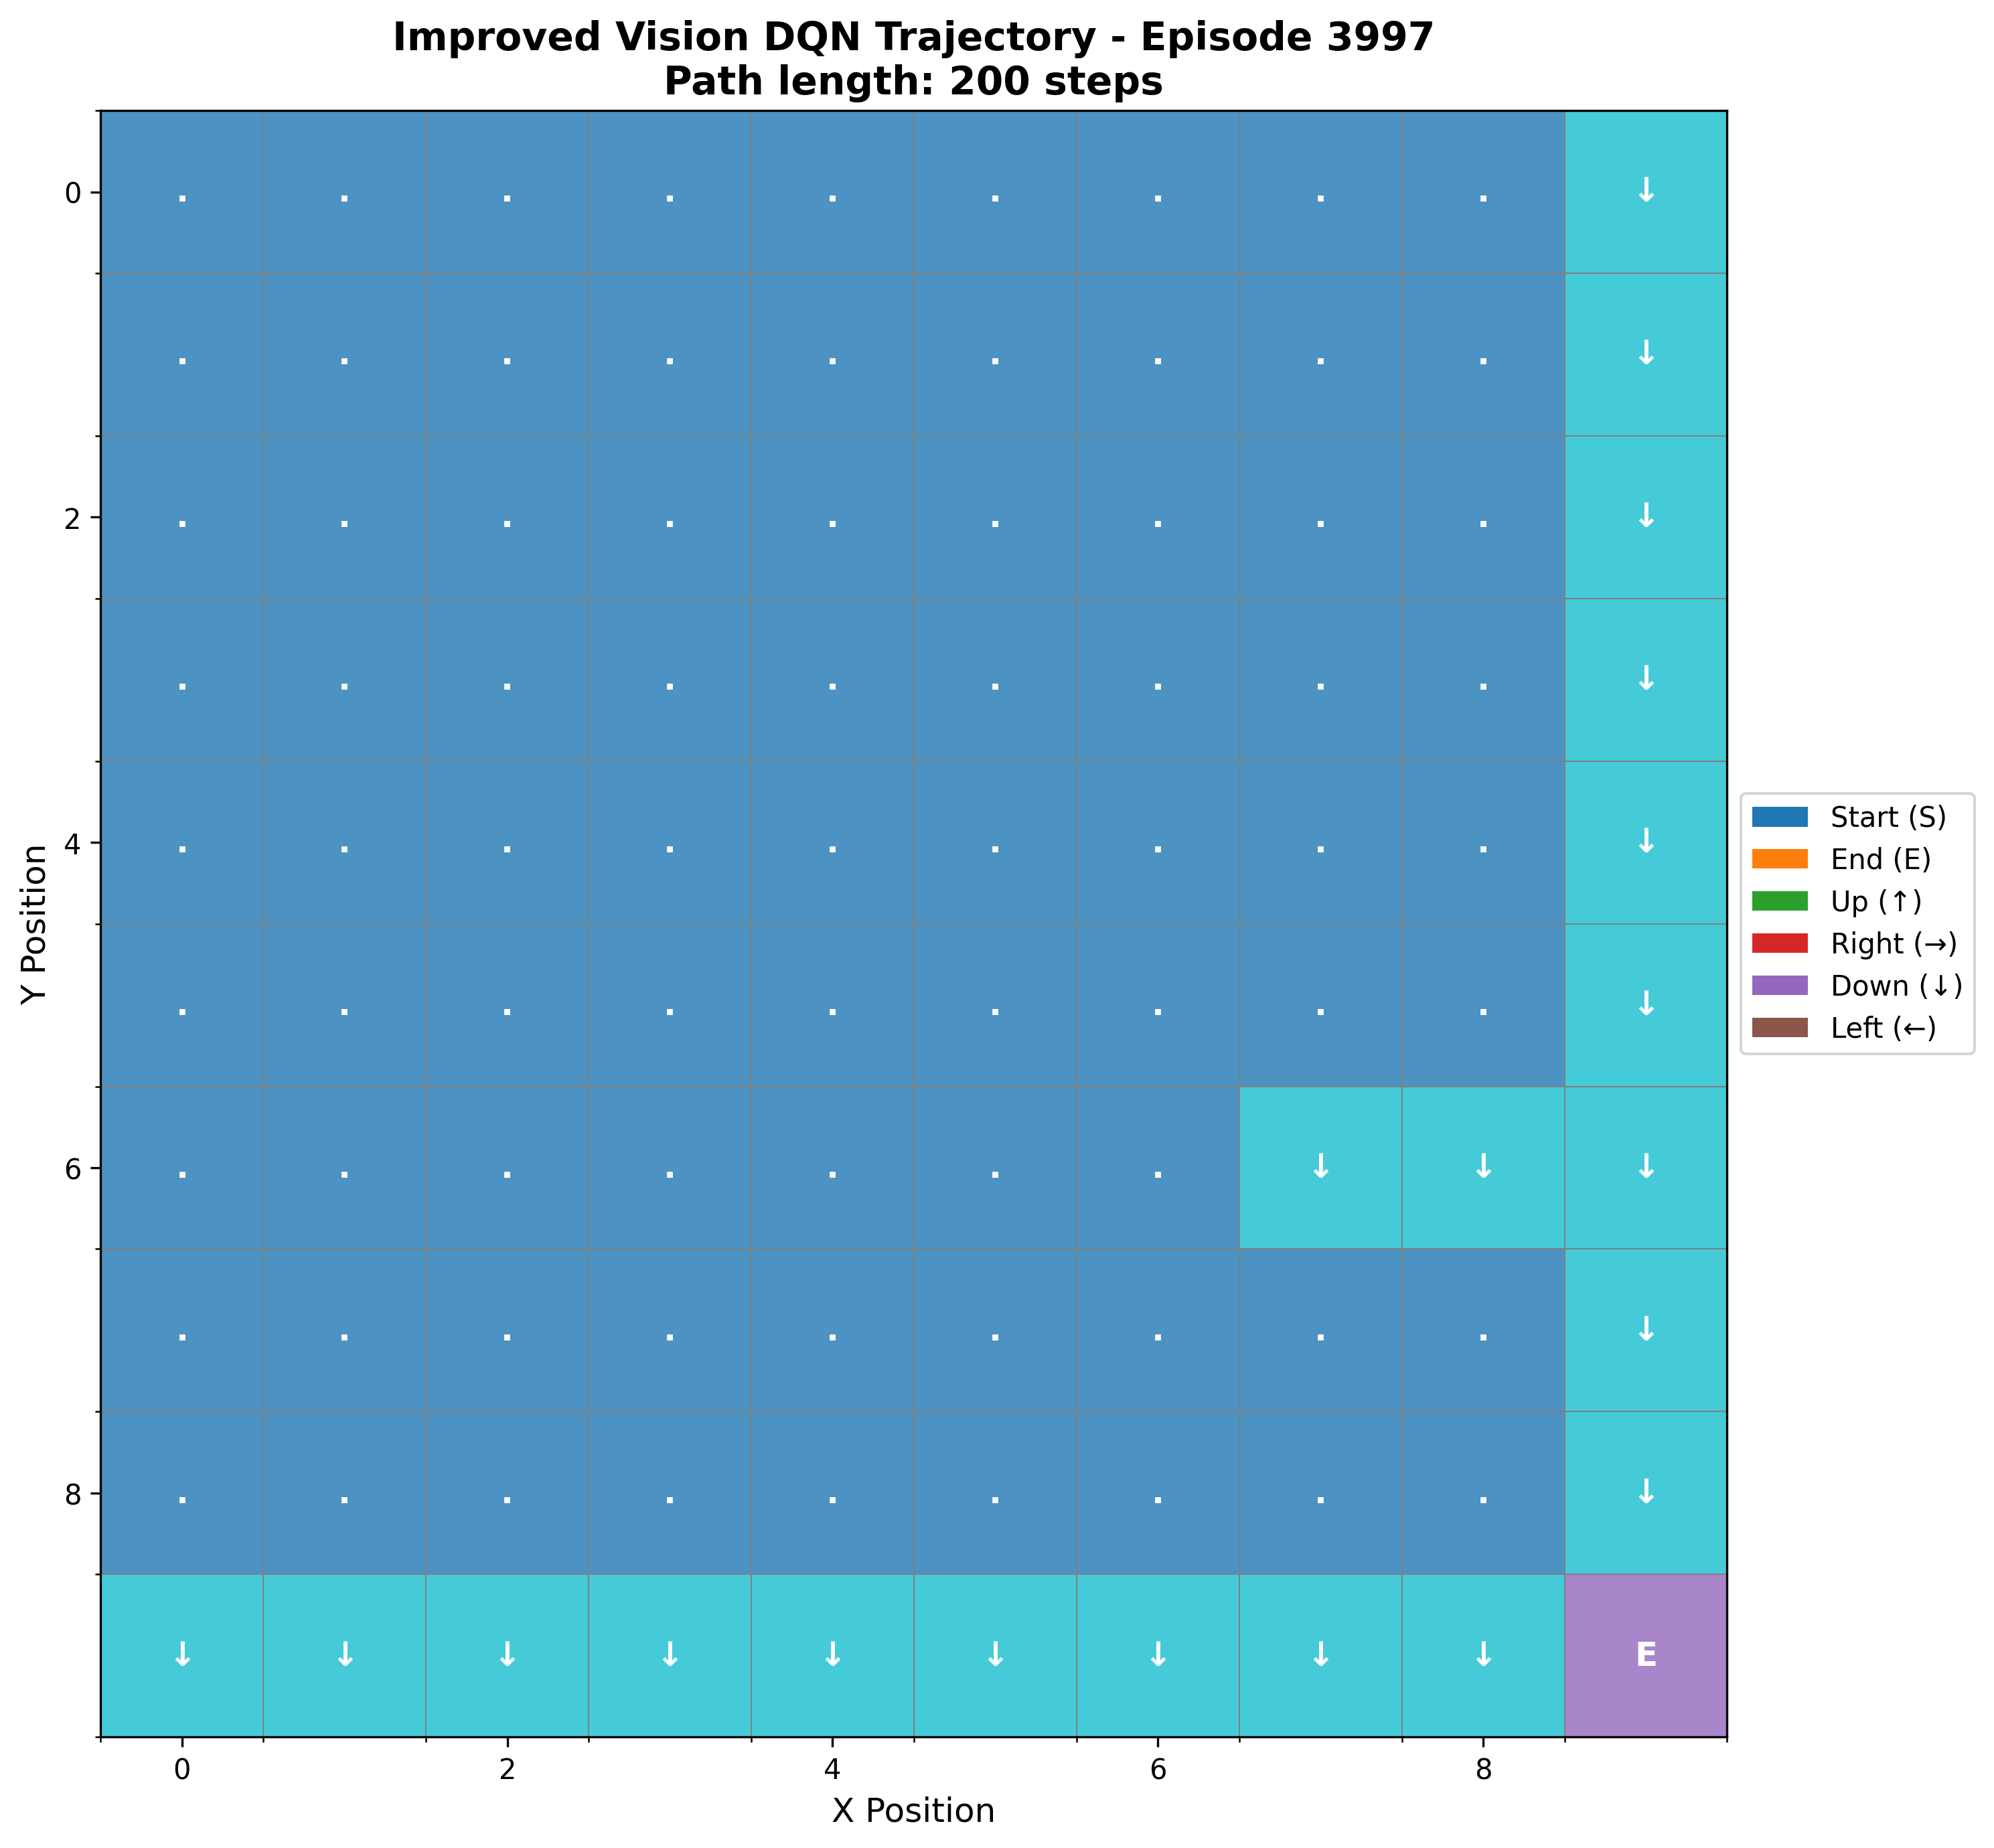 Improved Vision DQN Trajectory - Episode 3997
Path length: 200 steps
. . . . . . . . . ↓
0
. . . . . . . . . ↓
. . . . . . . . . ↓
2
. . . . . . . . . ↓
. . . . . . . . . ↓
4
. . . . . . . . . ↓
. . . . . . . ↓ ↓ ↓
6
. . . . . . . . . ↓
. . . . . . . . . ↓
8
↓ ↓ ↓ ↓ ↓ ↓ ↓ ↓ ↓ E
0 2 4 6 8
X Position
Y Position
Start (S)
End (E)
Up (↑)
Right (→)
Down (↓)
Left (←)